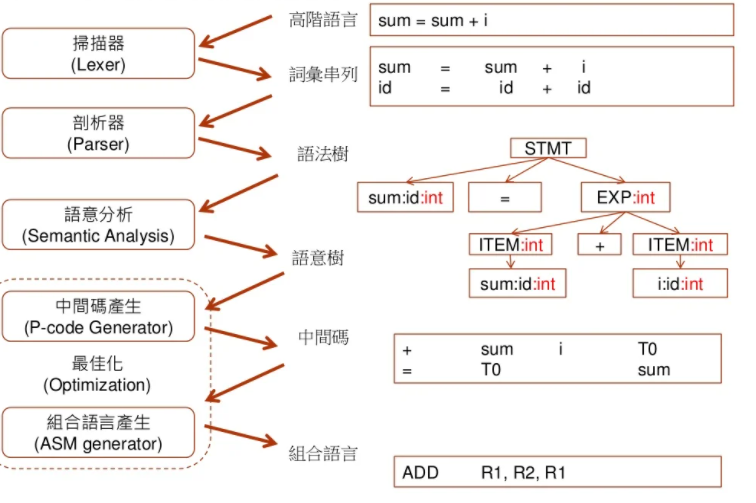 高階語言
sum = sum + i
掃描器
(Lexer)
詞彙串列
sum = sum + i
id = id + id
剖析器
(Parser)
語法樹
STMT
sum:id:int = EXP:int
語意分析
(Semantic Analysis)
ITEM:int + ITEM:int
語意樹
sum:id:int i:id:int
中間碼產生
(P-code Generator)
中間碼
+ sum i T0
= T0 sum
最佳化
(Optimization)
組合語言產生
(ASM generator)
組合語言
ADD R1, R2, R1